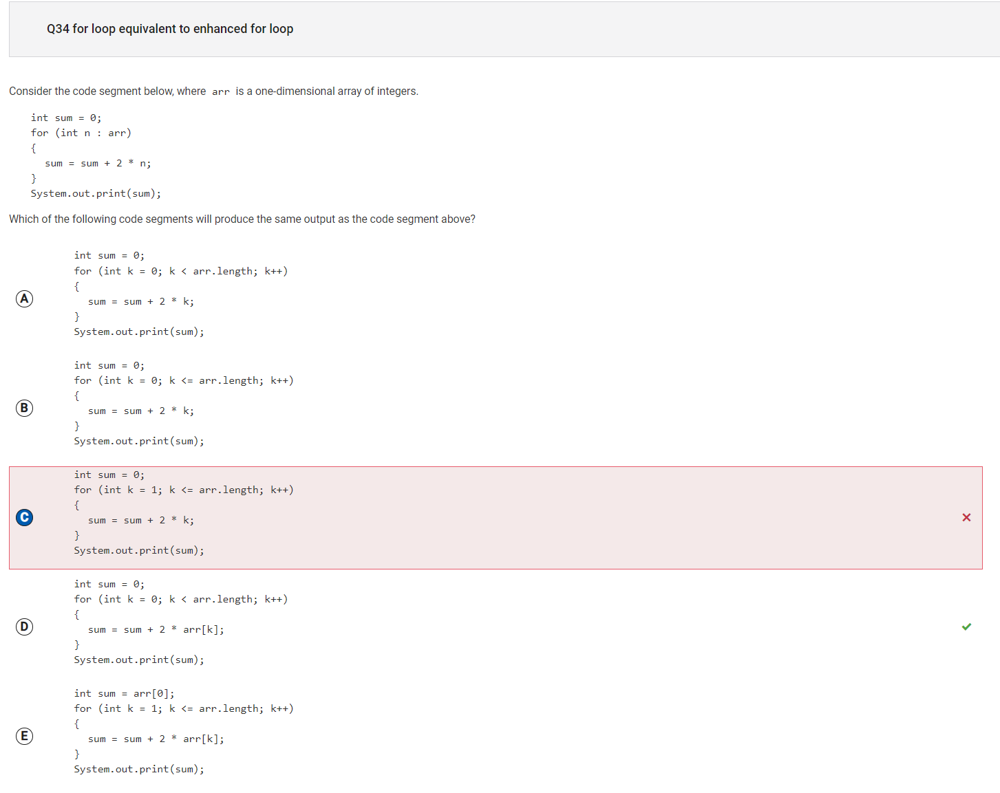 Q34 for loop equivalent to enhanced for loop
Consider the code segment below, where arr is a one-dimensional array of integers.
int sum = 0;
for (int n : arr)
{
sum = sum + 2 * n;
}
System.out.print(sum);
Which of the following code segments will produce the same output as the code segment above?
A
int sum = 0;
for (int k = 0; k < arr.length; k++)
{
sum = sum + 2 * k;
}
System.out.print(sum);
B
int sum = 0;
for (int k = 0; k <= arr.length; k++)
{
sum = sum + 2 * k;
}
System.out.print(sum);
C
int sum = 0;
for (int k = 1; k <= arr.length; k++)
{
sum = sum + 2 * k;
}
System.out.print(sum);
D
int sum = 0;
for (int k = 0; k < arr.length; k++)
{
sum = sum + 2 * arr[k];
}
System.out.print(sum);
E
int sum = arr[0];
for (int k = 1; k <= arr.length; k++)
{
sum = sum + 2 * arr[k];
}
System.out.print(sum);